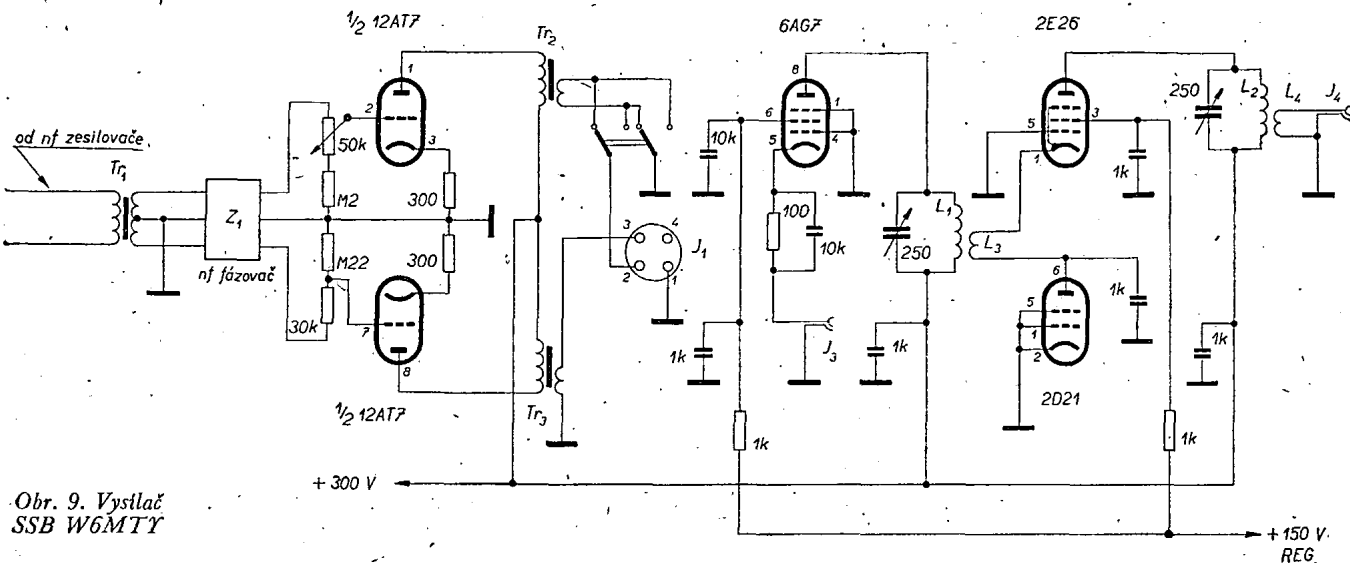 ½ 12AT7
Tr2
6AG7
2E26
od nf zesilovače
Tr1
Z1
nf fázovač
50k
M2
M22
30k
1
2
3
300
300
7
8
½ 12AT7
Tr3
3
4
2
1
J1
8
6
5
1
4
10k
100
10k
J3
1k
1k
1k
250
L1
L3
5
1
3
1k
6
5
1
2
1k
2D21
250
L2
L4
J4
1k
1k
+ 300 V
+ 150 V
REG.
Obr. 9. Vysílač
SSB W6MTY